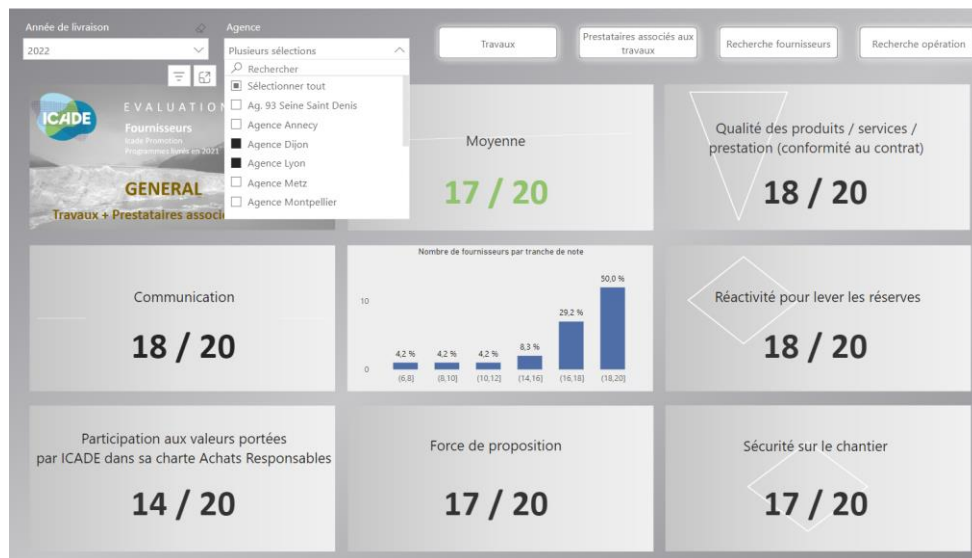 Année de livraison
2022
Agence
Plusieurs sélections
Rechercher
Sélectionner tout
Ag. 93 Seine Saint Denis
Agence Annecy
Agence Dijon
Agence Lyon
Agence Metz
Agence Montpellier
Travaux
Prestataires associés aux
travaux
Recherche fournisseurs
Recherche opération
ICADE
EVALUATION
Fournisseurs
Icade Promotion
Programmes livrés en 2021
GENERAL
Travaux + Prestataires associ
Moyenne
17 / 20
Qualité des produits / services /
prestation (conformité au contrat)
18 / 20
Communication
18 / 20
Nombre de fournisseurs par tranche de note
10
0
4,2 %
4,2 %
4,2 %
8,3 %
29,2 %
50,0 %
(6,8]
(8,10]
(10,12]
(14,16]
(16,18]
(18,20]
Réactivité pour lever les réserves
18 / 20
Participation aux valeurs portées
par ICADE dans sa charte Achats Responsables
14 / 20
Force de proposition
17 / 20
Sécurité sur le chantier
17 / 20